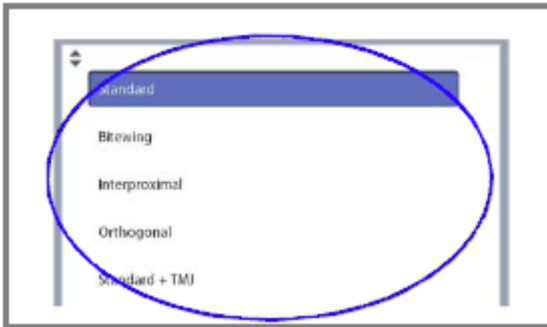 Standard
Bitewing
Interproximal
Orthogonal
Standard + TMJ